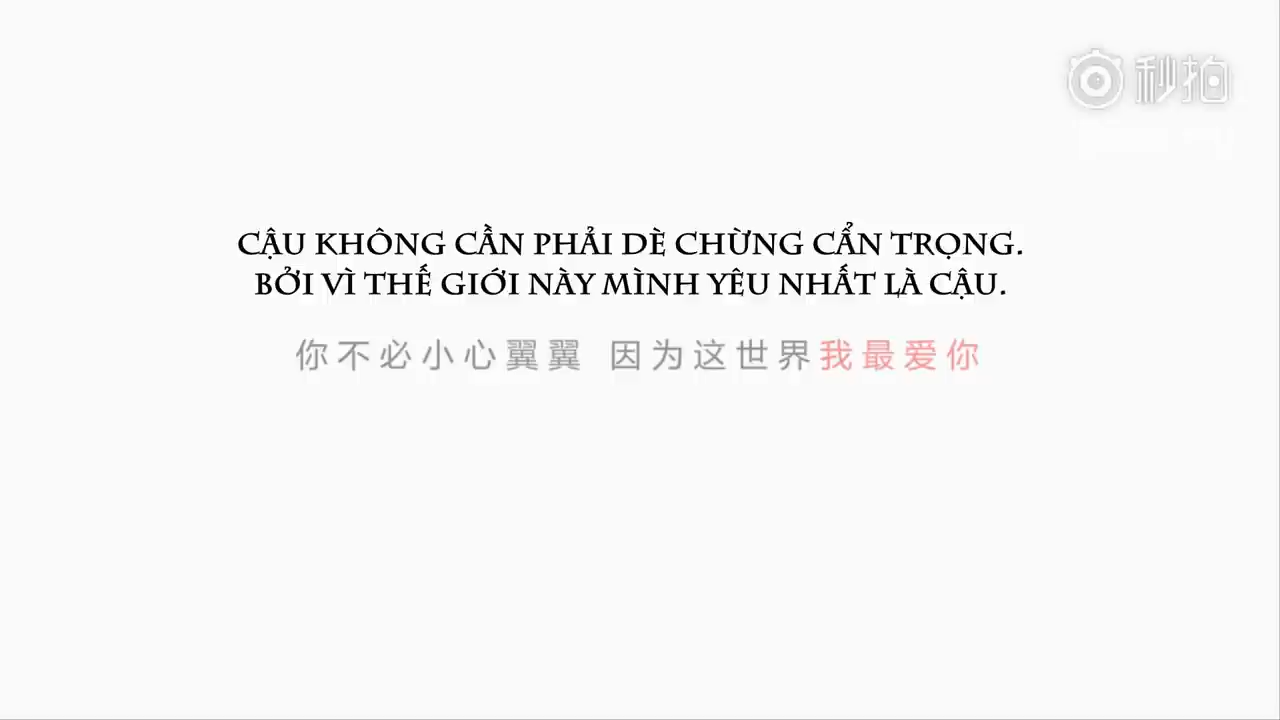 秒拍
CẬU KHÔNG CẦN PHẢI DÈ CHỪNG CẨN TRỌNG.
BỞI VÌ THẾ GIỚI NÀY MÌNH YÊU NHẤT LÀ CẬU.
你不必小心翼翼 因为这世界我最爱你